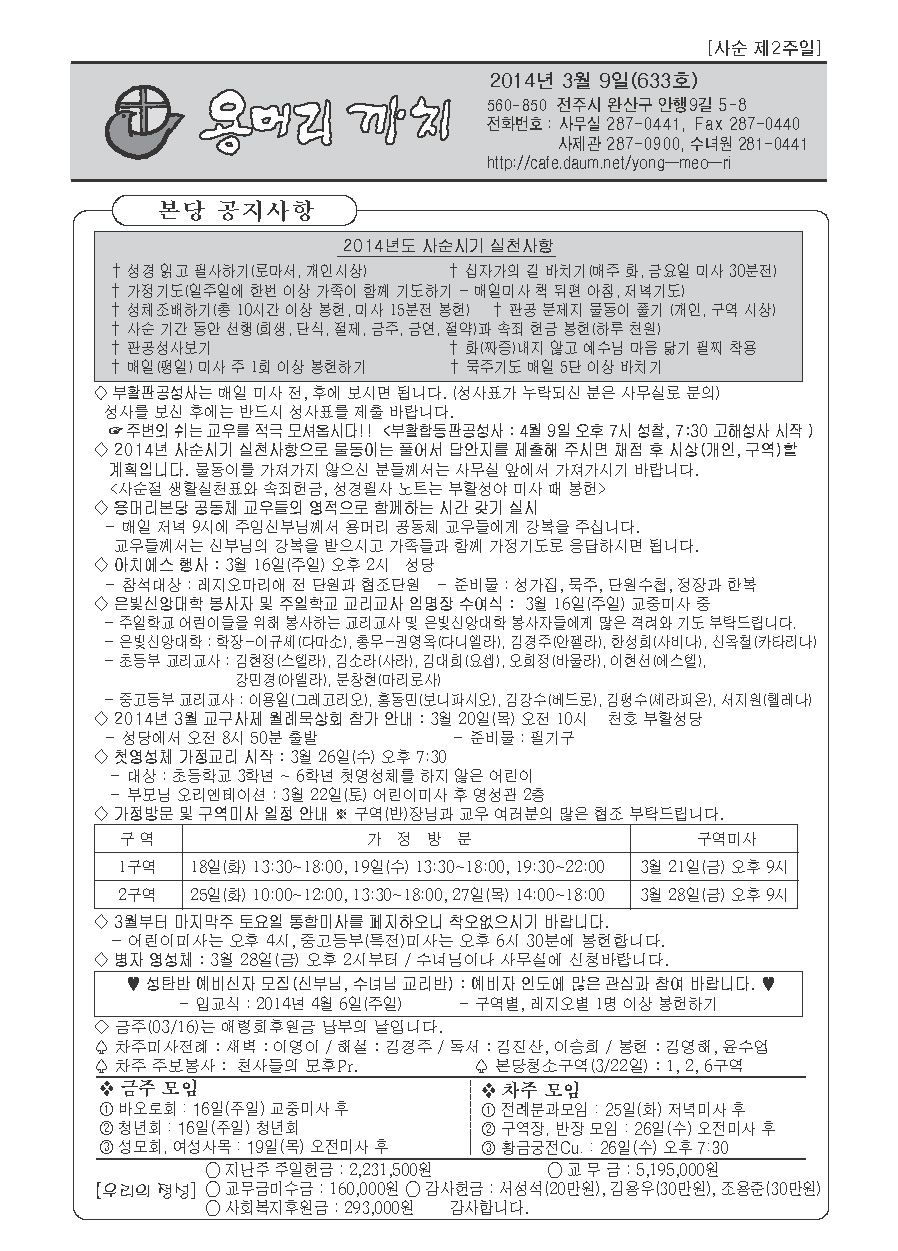 [사순 제2주일]
용머리 까치
2014년 3월 9일(633호)
560-850 전주시 완산구 안행9길 5-8
전화번호 : 사무실 287-0441, Fax 287-0440
사제관 287-0900, 수녀원 281-0441
http://cafe.daum.net/yong-meo-ri
본당 공지사항
2014년도 사순시기 실천사항
† 성경 읽고 필사하기(로마서, 개인시상) † 십자가의 길 바치기(매주 화, 금요일 미사 30분전)
† 가정기도(일주일에 한번 이상 가족이 함께 기도하기 - 매일미사 책 뒤편 아침, 저녁기도)
† 성체조배하기(총 10시간 이상 봉헌, 미사 15분전 봉헌) † 관공 문제지 물동이 풀기 (개인, 구역 시상)
† 사순 기간 동안 선행(희생, 단식, 절제, 금주, 금연, 절약)과 속죄 헌금 봉헌(하루 천원)
† 관공성사보기 † 화(짜증)내지 않고 예수님 마음 닮기 팔찌 착용
† 매일(평일) 미사 주 1회 이상 봉헌하기 † 묵주기도 매일 5단 이상 바치기
◇ 부활판공성사는 매일 미사 전, 후에 보시면 됩니다. (성사표가 누락되신 분은 사무실로 문의)
성사를 보신 후에는 반드시 성사표를 제출 바랍니다.
☞ 주변의 쉬는 교우를 적극 모셔옵시다!! <부활합동판공성사 : 4월 9일 오후 7시 성찰, 7:30 고해성사 시작 )
◇ 2014년 사순시기 실천사항으로 물동이는 풀어서 답안지를 제출해 주시면 채점 후 시상(개인, 구역)할
계획입니다. 물동이를 가져가지 않으신 분들께서는 사무실 앞에서 가져가시기 바랍니다.
<사순절 생활실천표와 속죄헌금, 성경필사 노트는 부활성야 미사 때 봉헌>
◇ 용머리본당 공동체 교우들의 영적으로 함께하는 시간 갖기 실시
- 매일 저녁 9시에 주임신부님께서 용머리 공동체 교우들에게 강복을 주십니다.
교우들께서는 신부님의 강복을 받으시고 가족들과 함께 가정기도로 응답하시면 됩니다.
◇ 아치에스 행사 : 3월 16일(주일) 오후 2시 성당
- 참석대상 : 레지오마리애 전 단원과 협조단원 - 준비물 : 성가집, 묵주, 단원수첩, 정장과 한복
◇ 은빛신앙대학 봉사자 및 주일학교 교리교사 임명장 수여식 : 3월 16일(주일) 교중미사 중
- 주일학교 어린이들을 위해 봉사하는 교리교사 및 은빛신앙대학 봉사자들에게 많은 격려와 기도 부탁드립니다.
- 은빛신앙대학 : 학장-이규세(다마소), 총무-권영옥(다니엘라), 김경주(안젤라), 한성희(사비나), 신옥철(카타리나)
- 초등부 교리교사 : 김현정(스텔라), 김소라(사라), 김대희(요셉), 오희정(바울라), 이현선(에스텔),
강민경(아빌라), 문창현(마리로사)
- 중고등부 교리교사 : 이용일(그레고리오), 홍동민(보니파시오), 김강수(베드로), 김평수(세라피온), 서지원(헬레나)
◇ 2014년 3월 교구사제 월례묵상회 참가 안내 : 3월 20일(목) 오전 10시 천호 부활성당
- 성당에서 오전 8시 50분 출발 - 준비물 : 필기구
◇ 첫영성체 가정교리 시작 : 3월 26일(수) 오후 7:30
- 대상 : 초등학교 3학년 ~ 6학년 첫영성체를 하지 않은 어린이
- 부모님 오리엔테이션 : 3월 22일(토) 어린이미사 후 영성관 2층
◇ 가정방문 및 구역미사 일정 안내 ※ 구역(반)장님과 교우 여러분의 많은 협조 부탁드립니다.
구 역 가 정 방 문 구역미사
1구역 18일(화) 13:30~18:00, 19일(수) 13:30~18:00, 19:30~22:00 3월 21일(금) 오후 9시
2구역 25일(화) 10:00~12:00, 13:30~18:00, 27일(목) 14:00~18:00 3월 28일(금) 오후 9시
◇ 3월부터 마지막주 토요일 통합미사를 폐지하오니 착오없으시기 바랍니다.
- 어린이미사는 오후 4시, 중고등부(특전)미사는 오후 6시 30분에 봉헌합니다.
◇ 병자 영성체 : 3월 28일(금) 오후 2시부터 / 수녀님이나 사무실에 신청바랍니다.
♥ 성탄반 예비신자 모집(신부님, 수녀님 교리반) : 예비자 인도에 많은 관심과 참여 바랍니다. ♥
- 입교식 : 2014년 4월 6일(주일) - 구역별, 레지오별 1명 이상 봉헌하기
◇ 금주(03/16)는 애령회후원금 납부의 날입니다.
♤ 차주미사전례 : 새벽 : 이영이 / 해설 : 김경주 / 독서 : 김진산, 이승희 / 봉헌 : 김영해, 윤수업
♤ 차주 주보봉사 : 천사들의 모후Pr. ♤ 본당청소구역(3/22일) : 1, 2, 6구역
❖ 금주 모임
① 바오로회 : 16일(주일) 교중미사 후
② 청년회 : 16일(주일) 청년회
③ 성모회, 여성사목 : 19일(목) 오전미사 후
❖ 차주 모임
① 전례분과모임 : 25일(화) 저녁미사 후
② 구역장, 반장 모임 : 26일(수) 오전미사 후
③ 황금궁전Cu. : 26일(수) 오후 7:30
[우리의 정성]
○ 지난주 주일헌금 : 2,231,500원 ○ 교 무 금 : 5,195,000원
○ 교무금미수금 : 160,000원 ○ 감사헌금 : 서성석(20만원), 김용우(30만원), 조용준(30만원)
○ 사회복지후원금 : 293,000원 감사합니다.